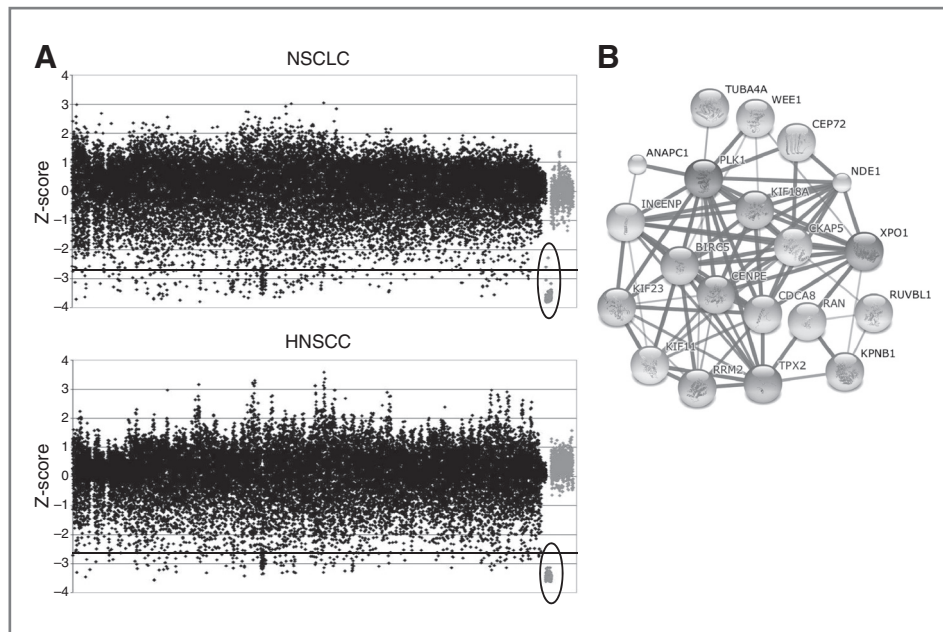 A
NSCLC
Z-score
4
3
2
1
0
−1
−2
−3
−4
HNSCC
Z-score
4
3
2
1
0
−1
−2
−3
−4
B
TUBA4A
WEE1
CEP72
ANAPC1
PLK1
NDE1
KIF18A
INCENP
CKAP5
XPO1
BIRC5
CENPE
KIF23
CDCA8
RAN
RUVBL1
KIF11
RRM2
TPX2
KPNB1